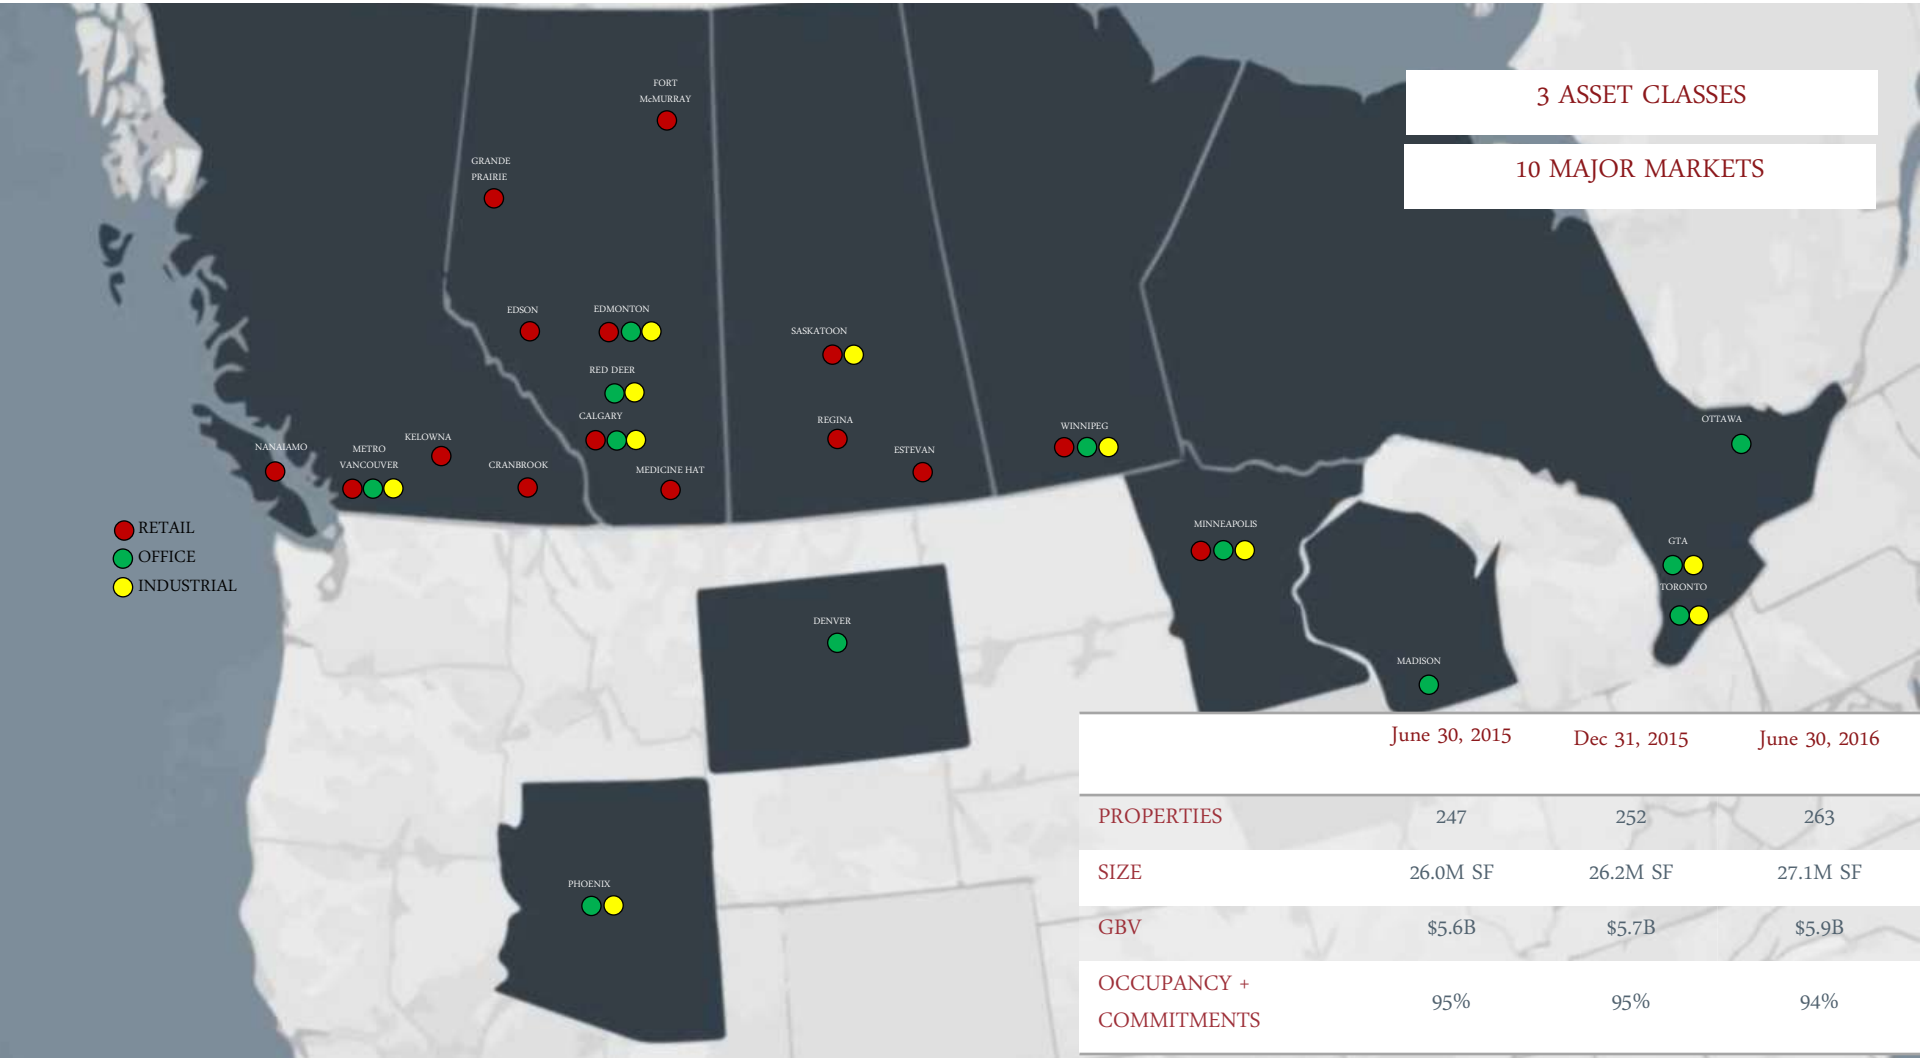 FORT
McMURRAY
3 ASSET CLASSES
10 MAJOR MARKETS
GRANDE
PRAIRIE
EDSON
EDMONTON
SASKATOON
RED DEER
CALGARY
REGINA
WINNIPEG
OTTAWA
NANAIAMO
METRO
VANCOUVER
KELOWNA
CRANBROOK
MEDICINE HAT
ESTEVAN
RETAIL
OFFICE
INDUSTRIAL
MINNEAPOLIS
GTA
TORONTO
DENVER
MADISON
PHOENIX
June 30, 2015 Dec 31, 2015 June 30, 2016
PROPERTIES 247 252 263
SIZE 26.0M SF 26.2M SF 27.1M SF
GBV $5.6B $5.7B $5.9B
OCCUPANCY +
COMMITMENTS 95% 95% 94%